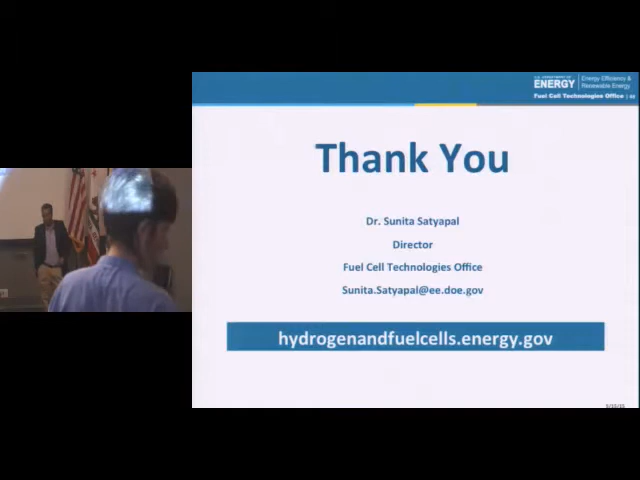 U.S. DEPARTMENT OF
ENERGY
Energy Efficiency &
Renewable Energy
Fuel Cell Technologies Office |
Thank You
Dr. Sunita Satyapal
Director
Fuel Cell Technologies Office
Sunita.Satyapal@ee.doe.gov
hydrogenandfuelcells.energy.gov